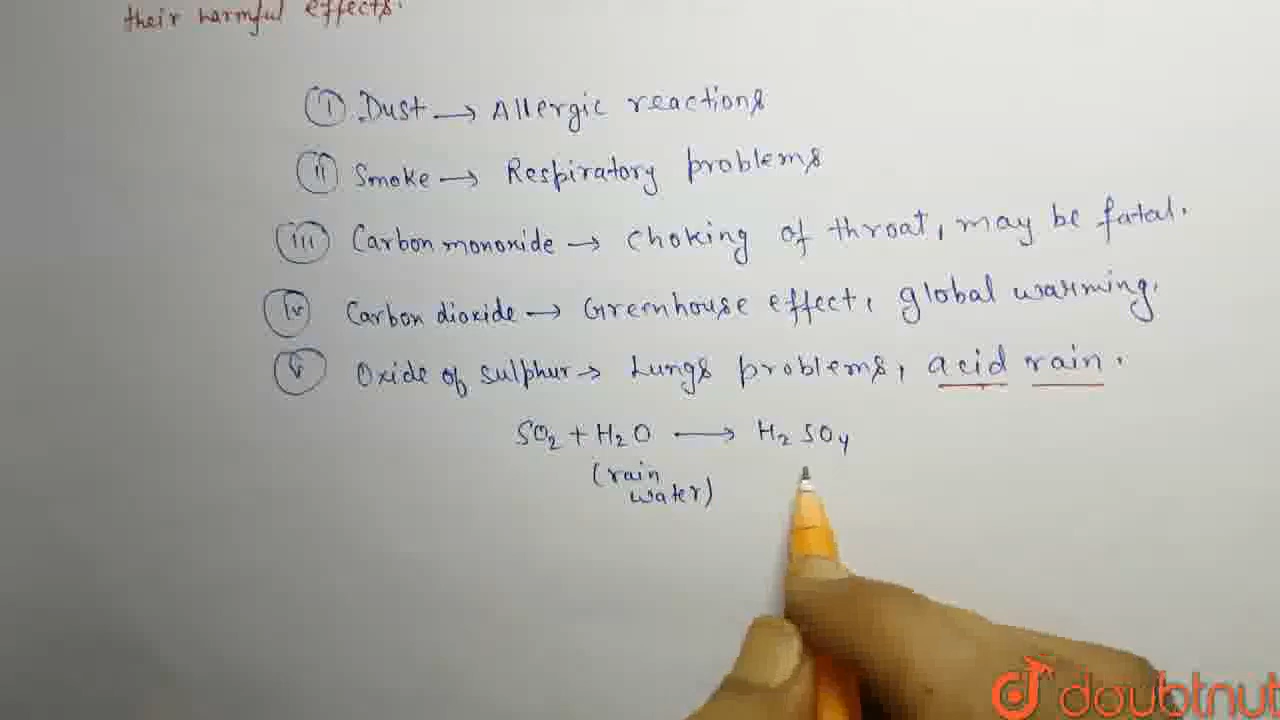 their harmful effects.
(i) Dust → Allergic reactions
(ii) Smoke → Respiratory problems
(iii) Carbon monoxide → choking of throat, may be fatal.
(iv) Carbon dioxide → Greenhouse effect, global warming.
(v) Oxide of sulphur → Lungs problems, acid rain.
SO₂ + H₂O → H₂SO₄
(rain
water)
doubtnut